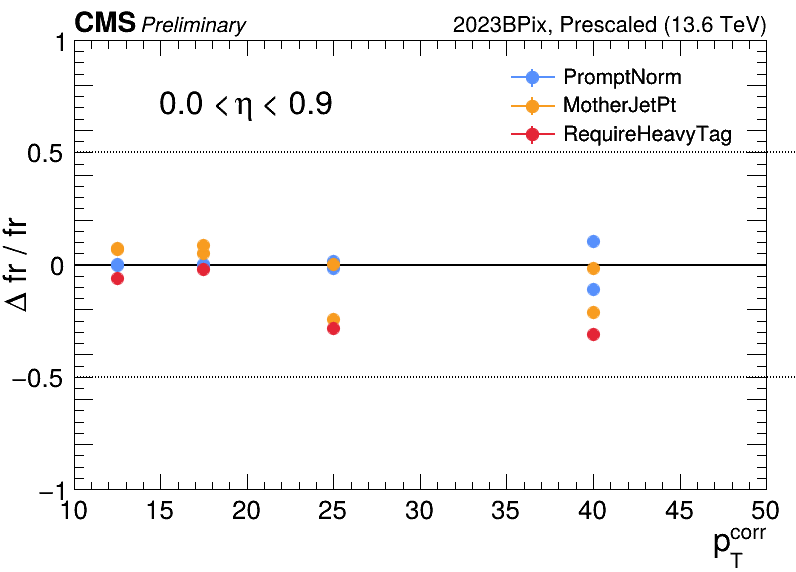 CMS Preliminary 2023BPix, Prescaled (13.6 TeV)
0.0 < η < 0.9
PromptNorm
MotherJetPt
RequireHeavyTag
Δ fr / fr
1
0.5
0
−0.5
−1
10 15 20 25 30 35 40 45 50
p_T^corr